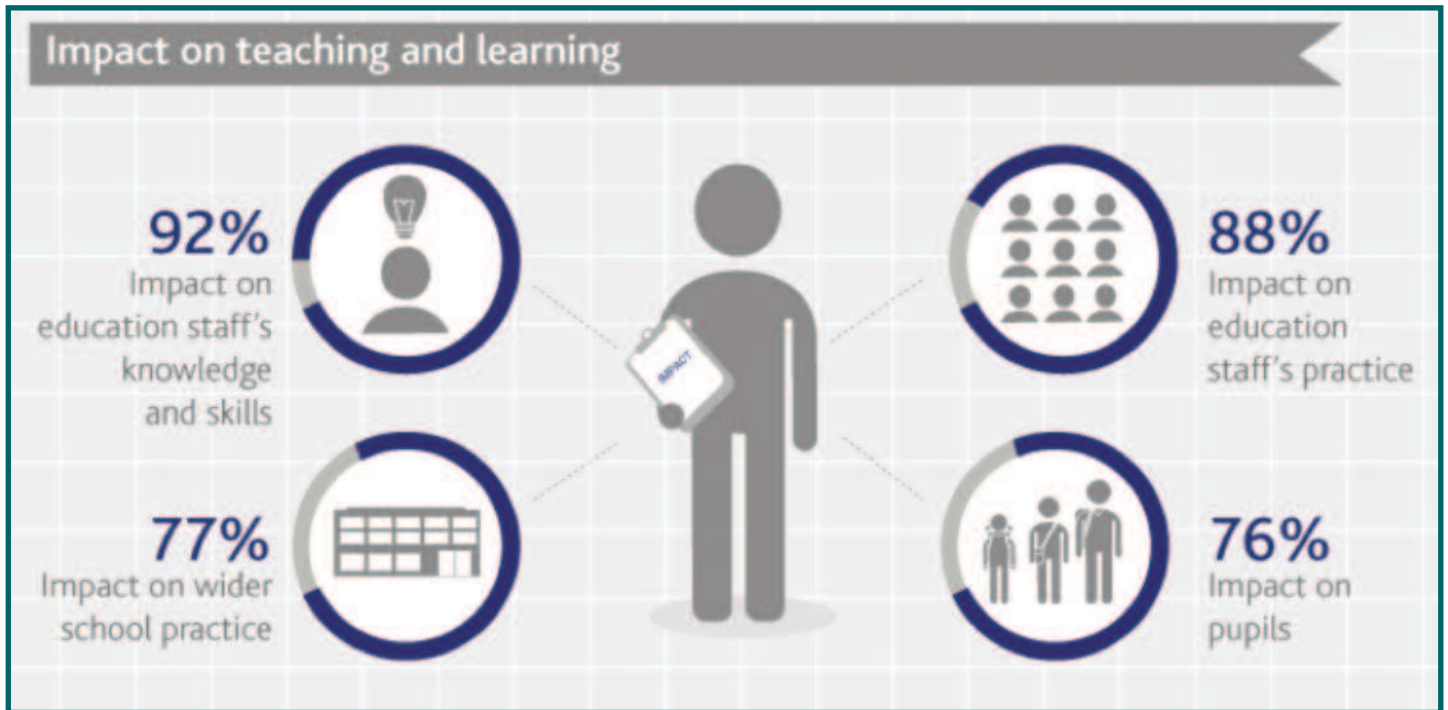 Impact on teaching and learning
92%
Impact on
education staff's
knowledge
and skills
88%
Impact on
education
staff's practice
IMPACT
77%
Impact on wider
school practice
76%
Impact on
pupils